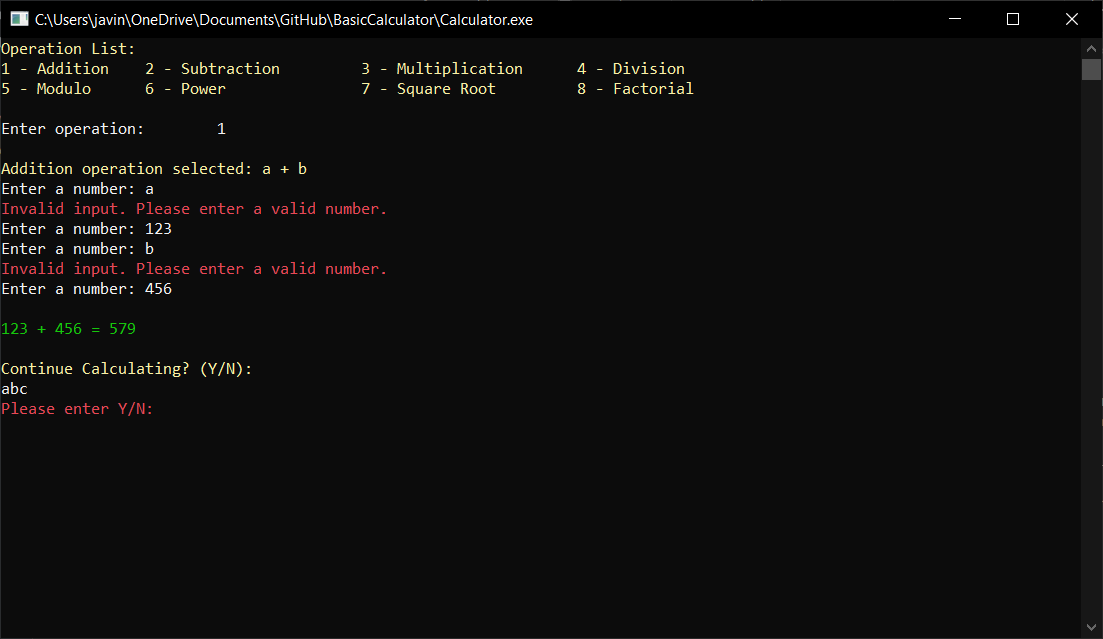 C:\Users\javin\OneDrive\Documents\GitHub\BasicCalculator\Calculator.exe
Operation List:
1 - Addition    2 - Subtraction         3 - Multiplication      4 - Division
5 - Modulo      6 - Power               7 - Square Root         8 - Factorial
Enter operation:        1
Addition operation selected: a + b
Enter a number: a
Invalid input. Please enter a valid number.
Enter a number: 123
Enter a number: b
Invalid input. Please enter a valid number.
Enter a number: 456
123 + 456 = 579
Continue Calculating? (Y/N):
abc
Please enter Y/N: